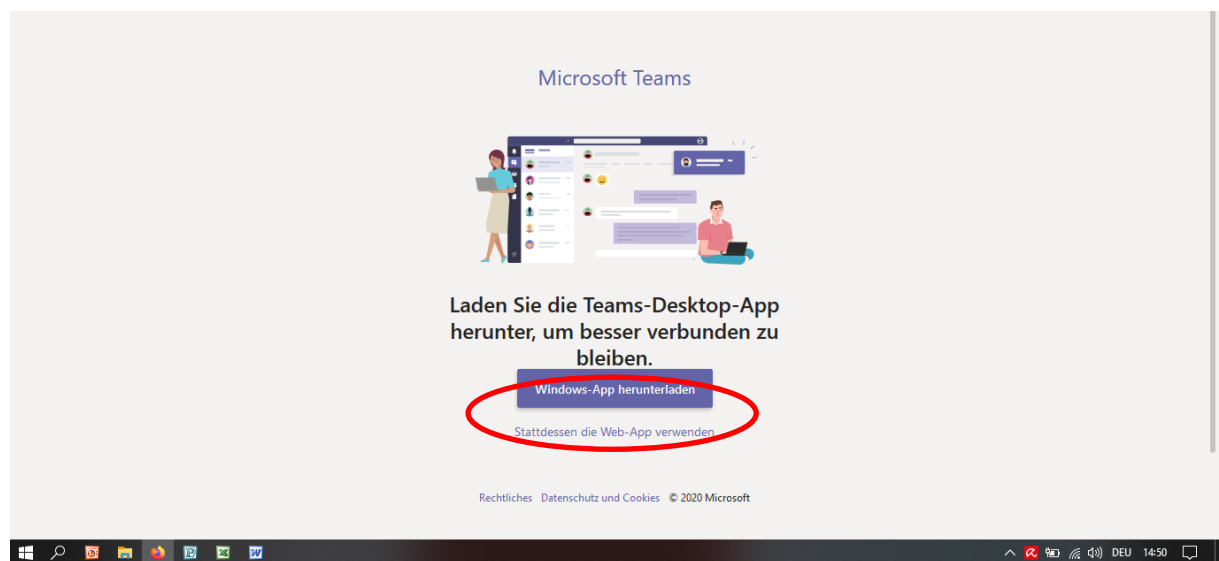 Microsoft Teams
Laden Sie die Teams-Desktop-App
herunter, um besser verbunden zu
bleiben.
Windows-App herunterladen
Stattdessen die Web-App verwenden
Rechtliches Datenschutz und Cookies © 2020 Microsoft
DEU 14:50